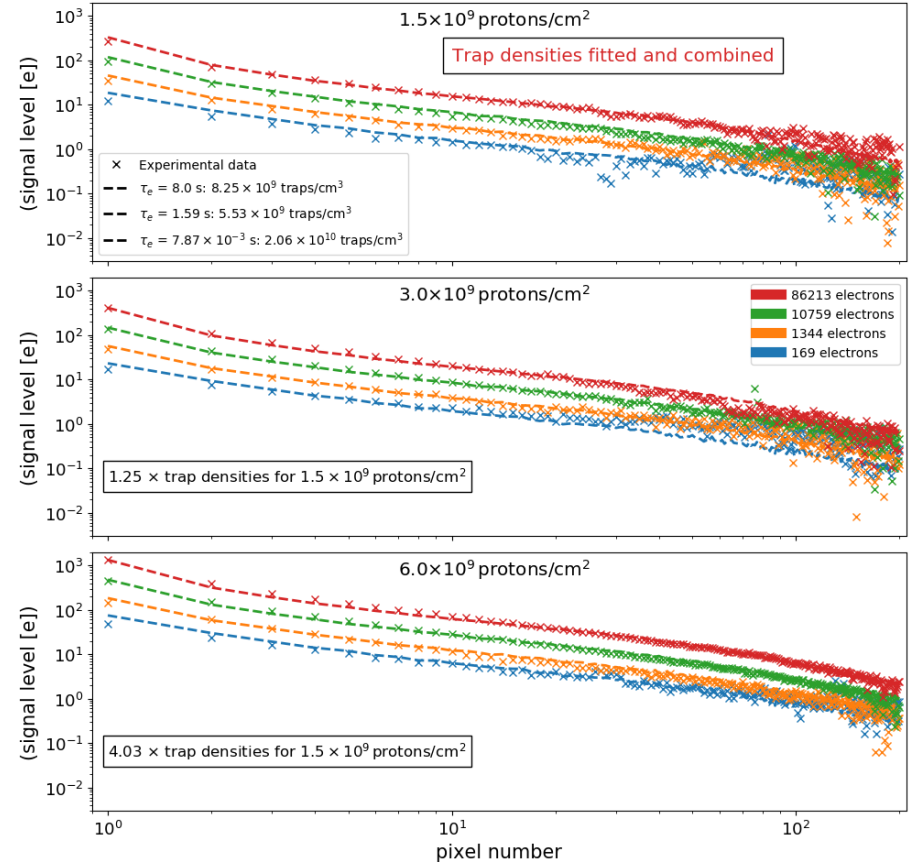 1.5×10⁹ protons/cm²
Trap densities fitted and combined
(signal level [e])
10³
10²
10¹
10⁰
10⁻¹
10⁻²
× Experimental data
τₑ = 8.0 s: 8.25 × 10⁹ traps/cm³
τₑ = 1.59 s: 5.53 × 10⁹ traps/cm³
τₑ = 7.87 × 10⁻³ s: 2.06 × 10¹⁰ traps/cm³
3.0×10⁹ protons/cm²
(signal level [e])
10³
10²
10¹
10⁰
10⁻¹
10⁻²
86213 electrons
10759 electrons
1344 electrons
169 electrons
1.25 × trap densities for 1.5 × 10⁹ protons/cm²
6.0×10⁹ protons/cm²
(signal level [e])
10³
10²
10¹
10⁰
10⁻¹
10⁻²
4.03 × trap densities for 1.5 × 10⁹ protons/cm²
10⁰ 10¹ 10²
pixel number